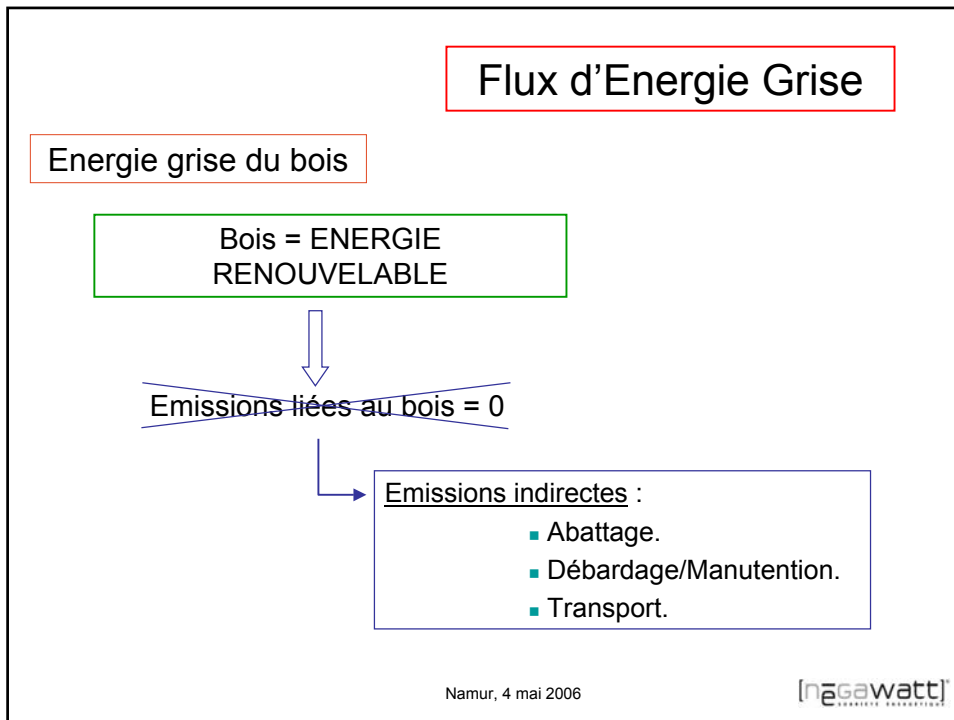 Flux d'Energie Grise
Energie grise du bois
Bois = ENERGIE
RENOUVELABLE
Emissions liées au bois = 0
Emissions indirectes :
▪ Abattage.
▪ Débardage/Manutention.
▪ Transport.
Namur, 4 mai 2006
[négawatt]